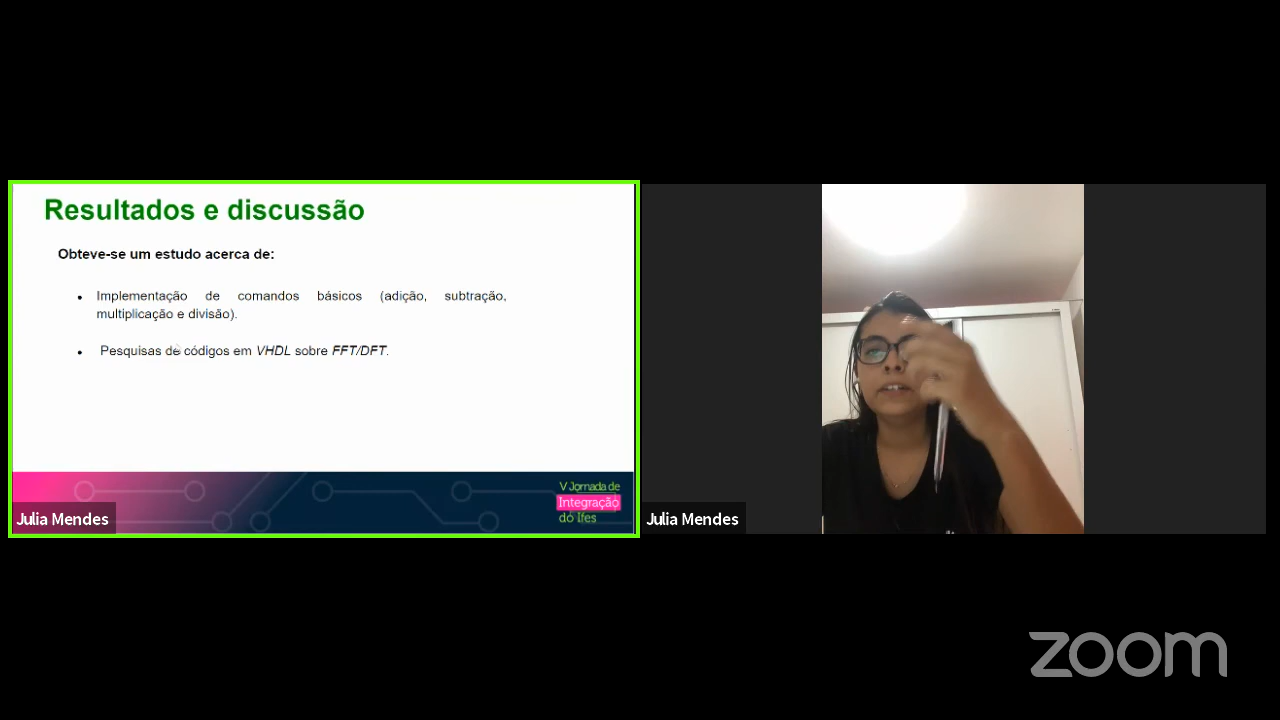 Resultados e discussão
Obteve-se um estudo acerca de:
• Implementação de comandos básicos (adição, subtração,
multiplicação e divisão).
• Pesquisas de códigos em VHDL sobre FFT/DFT.
V Jornada de
Integração
do Ifes
Julia Mendes
Julia Mendes
zoom